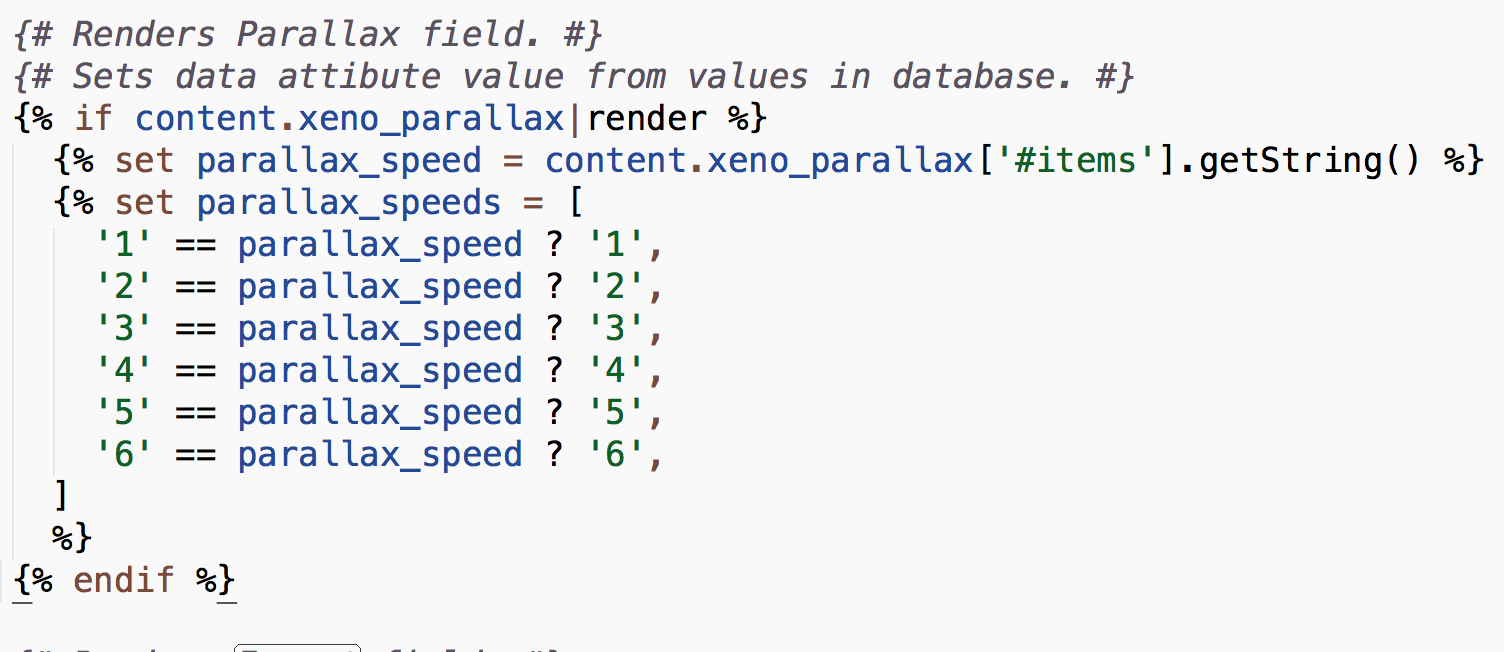 {# Renders Parallax field. #}
{# Sets data attibute value from values in database. #}
{% if content.xeno_parallax|render %}
{% set parallax_speed = content.xeno_parallax['#items'].getString() %}
{% set parallax_speeds = [
'1' == parallax_speed ? '1',
'2' == parallax_speed ? '2',
'3' == parallax_speed ? '3',
'4' == parallax_speed ? '4',
'5' == parallax_speed ? '5',
'6' == parallax_speed ? '6',
]
%}
{% endif %}